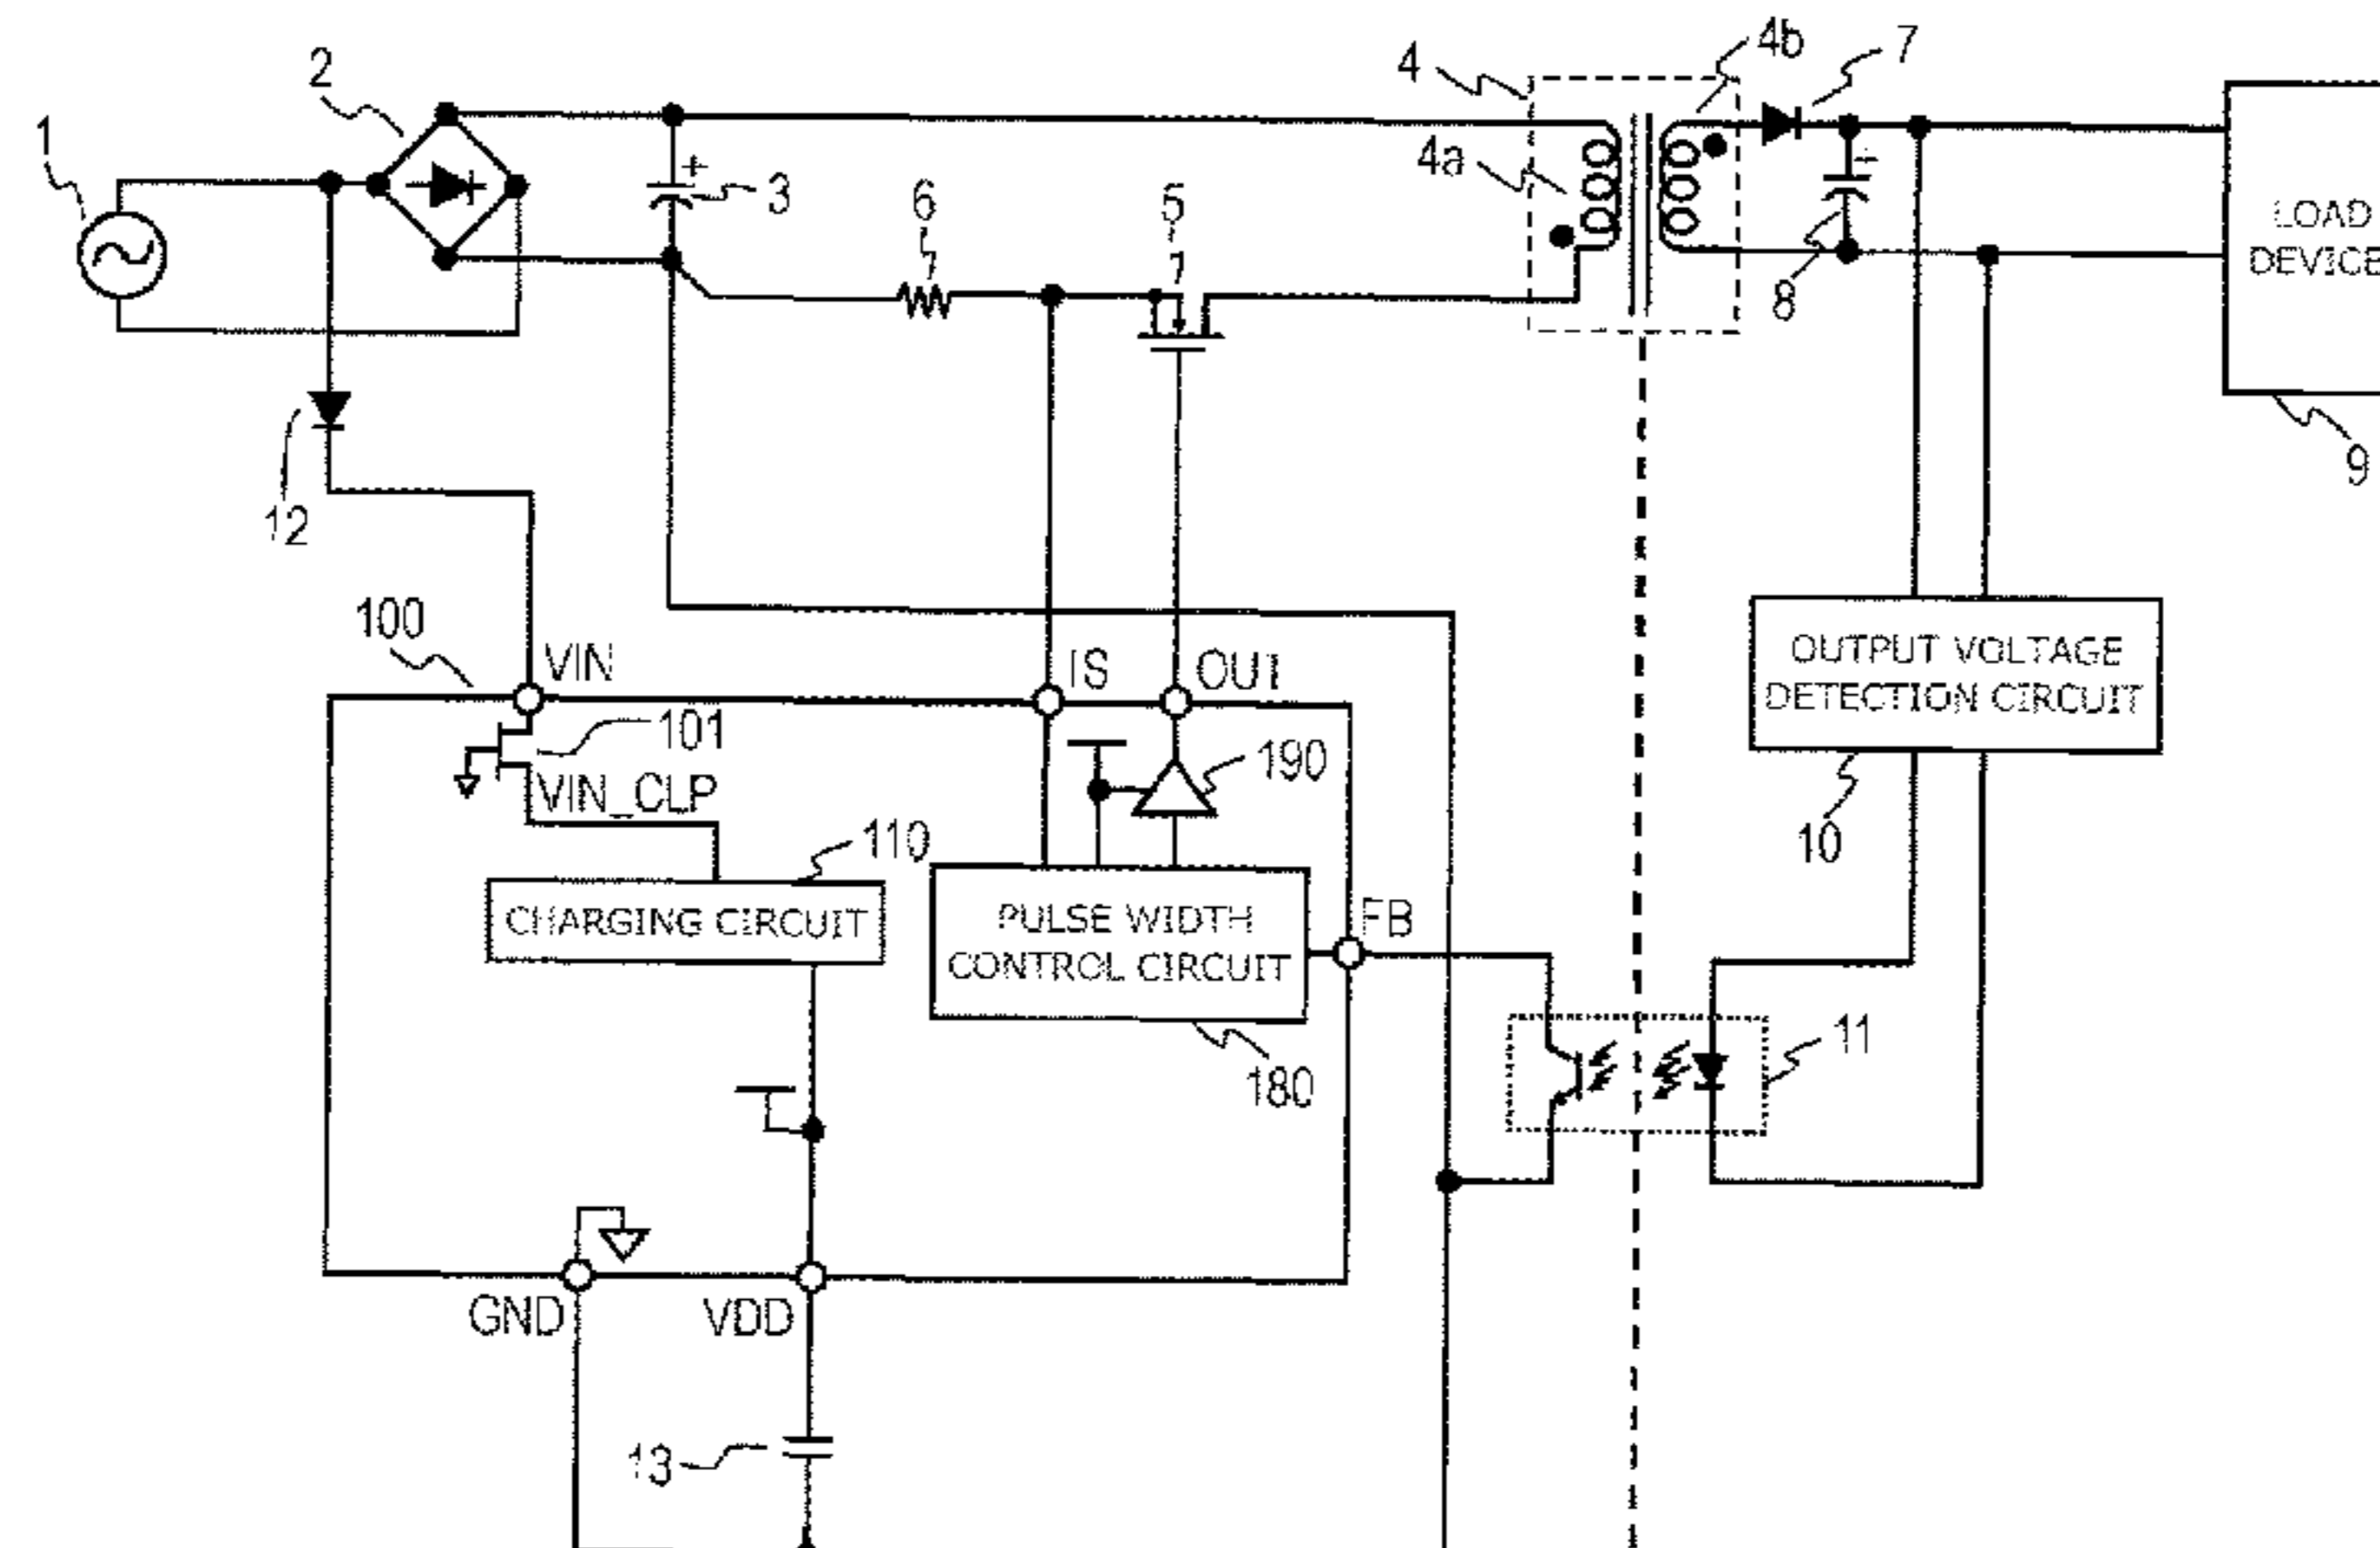 1
2
3
4
4a
4b
5
6
7
8
LOAD
DEVICE
9
12
100
VIN
IS
OUT
101
VIN_CLP
190
OUTPUT VOLTAGE
DETECTION CIRCUIT
10
110
CHARGING CIRCUIT
PULSE WIDTH
CONTROL CIRCUIT
FB
180
11
GND
VDD
13